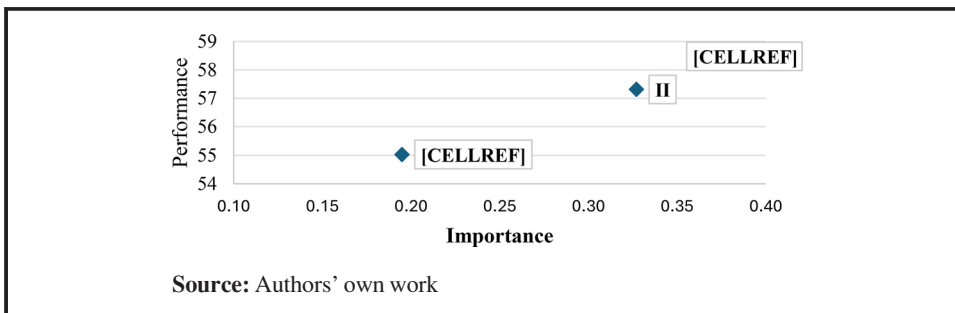 59
58
57
56
55
54
Performance
[CELLREF]
II
[CELLREF]
0.10 0.15 0.20 0.25 0.30 0.35 0.40
Importance
Source: Authors’ own work